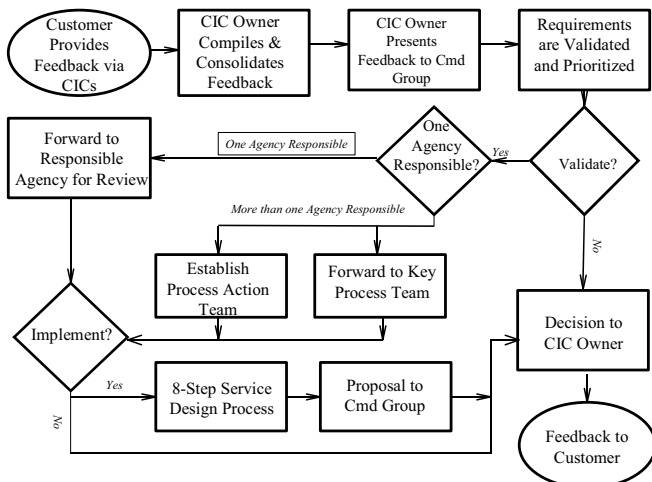 Customer
Provides
Feedback via
CICs
CIC Owner
Compiles &
Consolidates
Feedback
CIC Owner
Presents
Feedback to Cmd
Group
Requirements
are Validated
and Prioritized
Forward to
Responsible
Agency for Review
One Agency Responsible
One
Agency
Responsible?
Yes
Validate?
More than one Agency Responsible
No
Establish
Process Action
Team
Forward to Key
Process Team
Implement?
Decision to
CIC Owner
Yes
8-Step Service
Design Process
Proposal to
Cmd Group
No
Feedback to
Customer